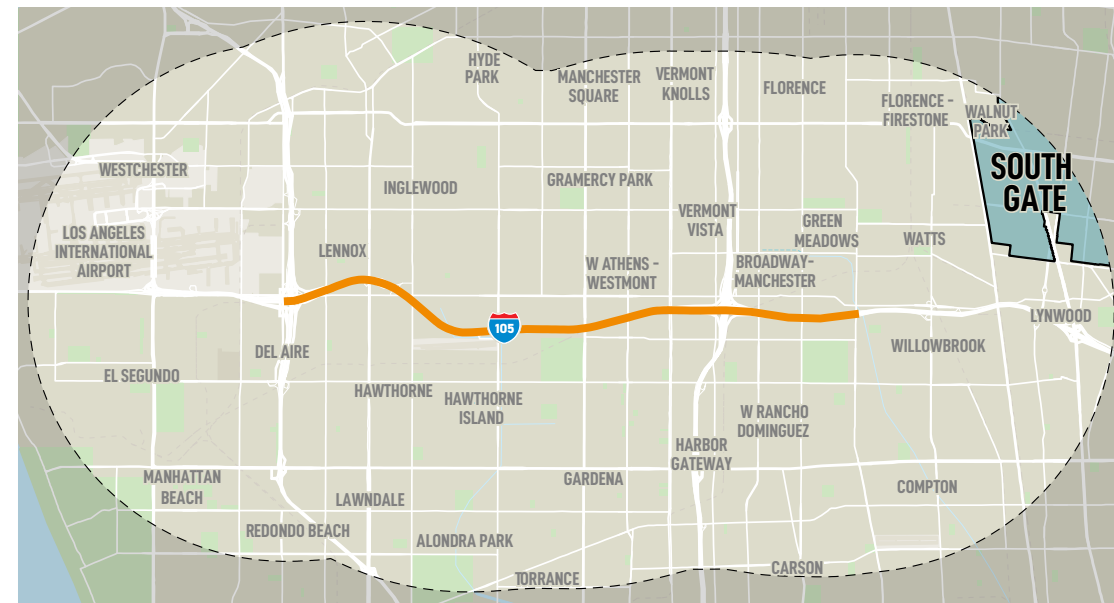 HYDE
PARK
MANCHESTER
SQUARE
VERMONT
KNOLLS
FLORENCE
FLORENCE -
FIRESTONE
WALNUT
PARK
WESTCHESTER
INGLEWOOD
GRAMERCY PARK
SOUTH
GATE
LOS ANGELES
INTERNATIONAL
AIRPORT
LENNOX
VERMONT
VISTA
GREEN
MEADOWS
WATTS
W ATHENS -
WESTMONT
BROADWAY-
MANCHESTER
105
LYNWOOD
DEL AIRE
WILLOWBROOK
EL SEGUNDO
HAWTHORNE
HAWTHORNE
ISLAND
W RANCHO
DOMINGUEZ
HARBOR
GATEWAY
MANHATTAN
BEACH
LAWNDALE
GARDENA
COMPTON
REDONDO BEACH
ALONDRA PARK
TORRANCE
CARSON